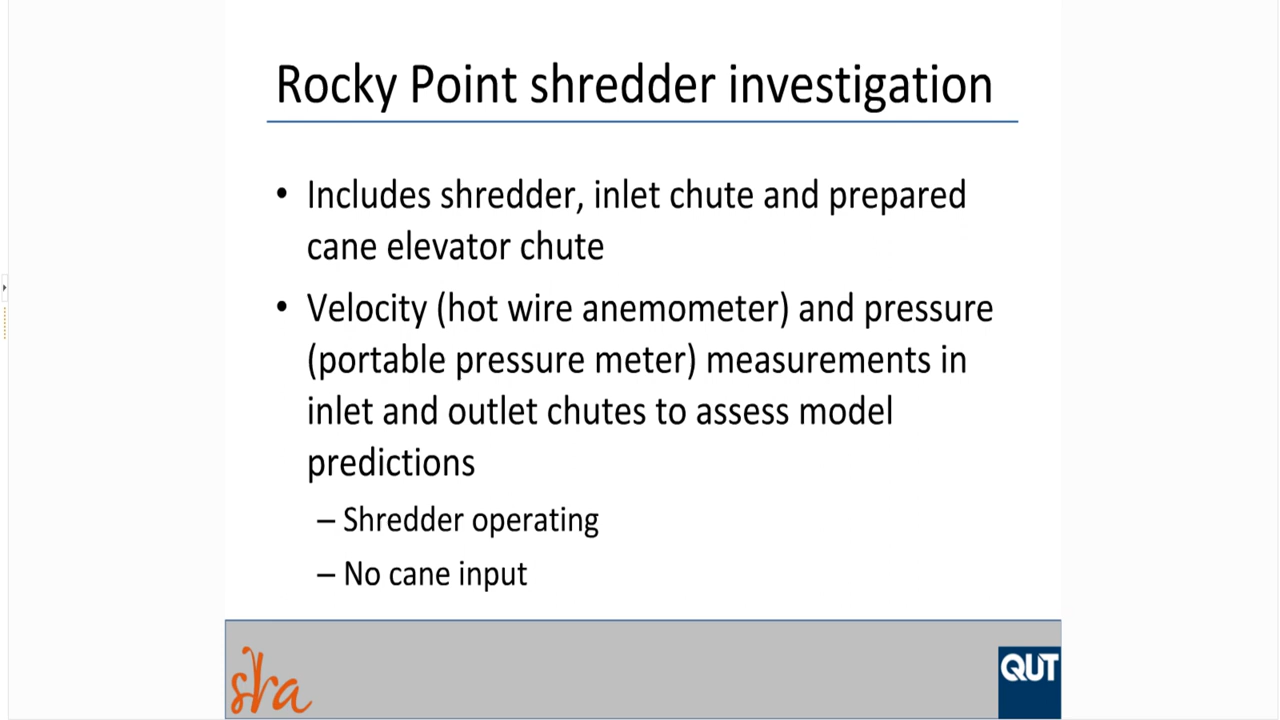 Rocky Point shredder investigation
• Includes shredder, inlet chute and prepared
cane elevator chute
• Velocity (hot wire anemometer) and pressure
(portable pressure meter) measurements in
inlet and outlet chutes to assess model
predictions
– Shredder operating
– No cane input
sra
QUT